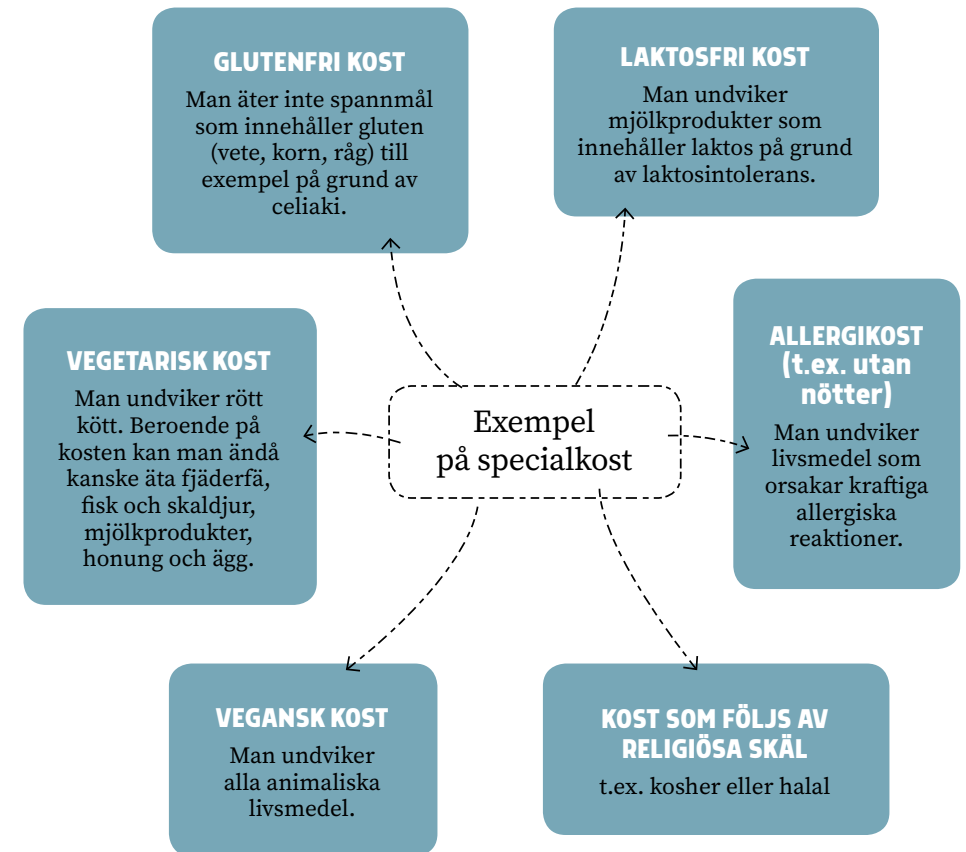 GLUTENFRI KOST
Man äter inte spannmål
som innehåller gluten
(vete, korn, råg) till
exempel på grund av
celiaki.
LAKTOSFRI KOST
Man undviker
mjölkprodukter som
innehåller laktos på grund
av laktosintolerans.
VEGETARISK KOST
Man undviker rött
kött. Beroende på
kosten kan man ändå
kanske äta fjäderfä,
fisk och skaldjur,
mjölkprodukter,
honung och ägg.
Exempel
på specialkost
ALLERGIKOST
(t.ex. utan
nötter)
Man undviker
livsmedel som
orsakar kraftiga
allergiska
reaktioner.
VEGANSK KOST
Man undviker
alla animaliska
livsmedel.
KOST SOM FÖLJS AV
RELIGIÖSA SKÄL
t.ex. kosher eller halal